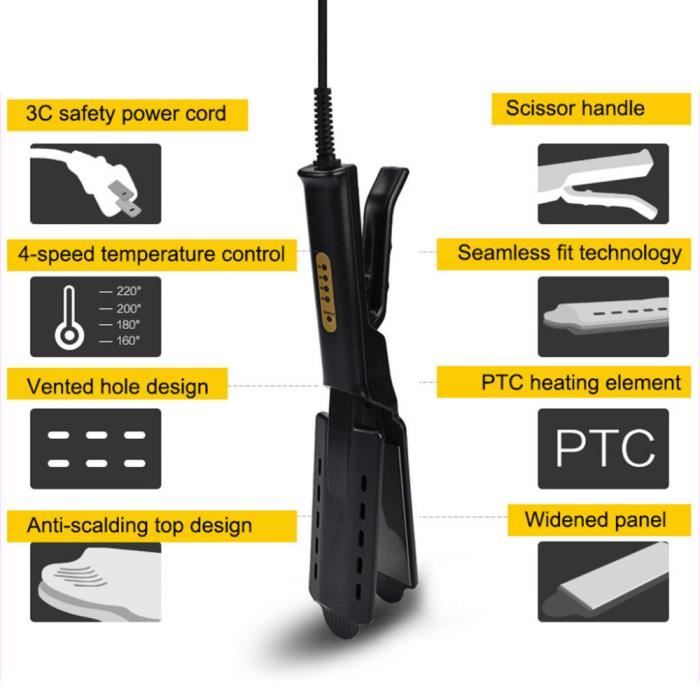 3C safety power cord
Scissor handle
4-speed temperature control
Seamless fit technology
220°
200°
180°
160°
Vented hole design
PTC heating element
PTC
Anti-scalding top design
Widened panel